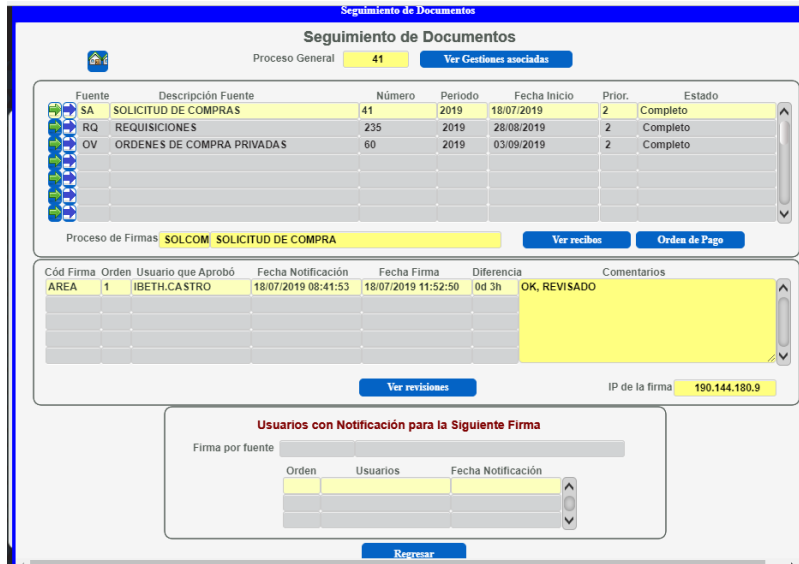 Seguimiento de Documentos
Seguimiento de Documentos
Proceso General 41 Ver Gestiones asociadas
Fuente Descripción Fuente Número Periodo Fecha Inicio Prior. Estado
SA SOLICITUD DE COMPRAS 41 2019 18/07/2019 2 Completo
RQ REQUISICIONES 235 2019 28/08/2019 2 Completo
OV ORDENES DE COMPRA PRIVADAS 60 2019 03/09/2019 2 Completo
Proceso de Firmas SOLCOM SOLICITUD DE COMPRA Ver recibos Orden de Pago
Cód Firma Orden Usuario que Aprobó Fecha Notificación Fecha Firma Diferencia Comentarios
AREA 1 IBETH.CASTRO 18/07/2019 08:41:53 18/07/2019 11:52:50 0d 3h OK, REVISADO
Ver revisiones IP de la firma 190.144.180.9
Usuarios con Notificación para la Siguiente Firma
Firma por fuente
Orden Usuarios Fecha Notificación
Regresar